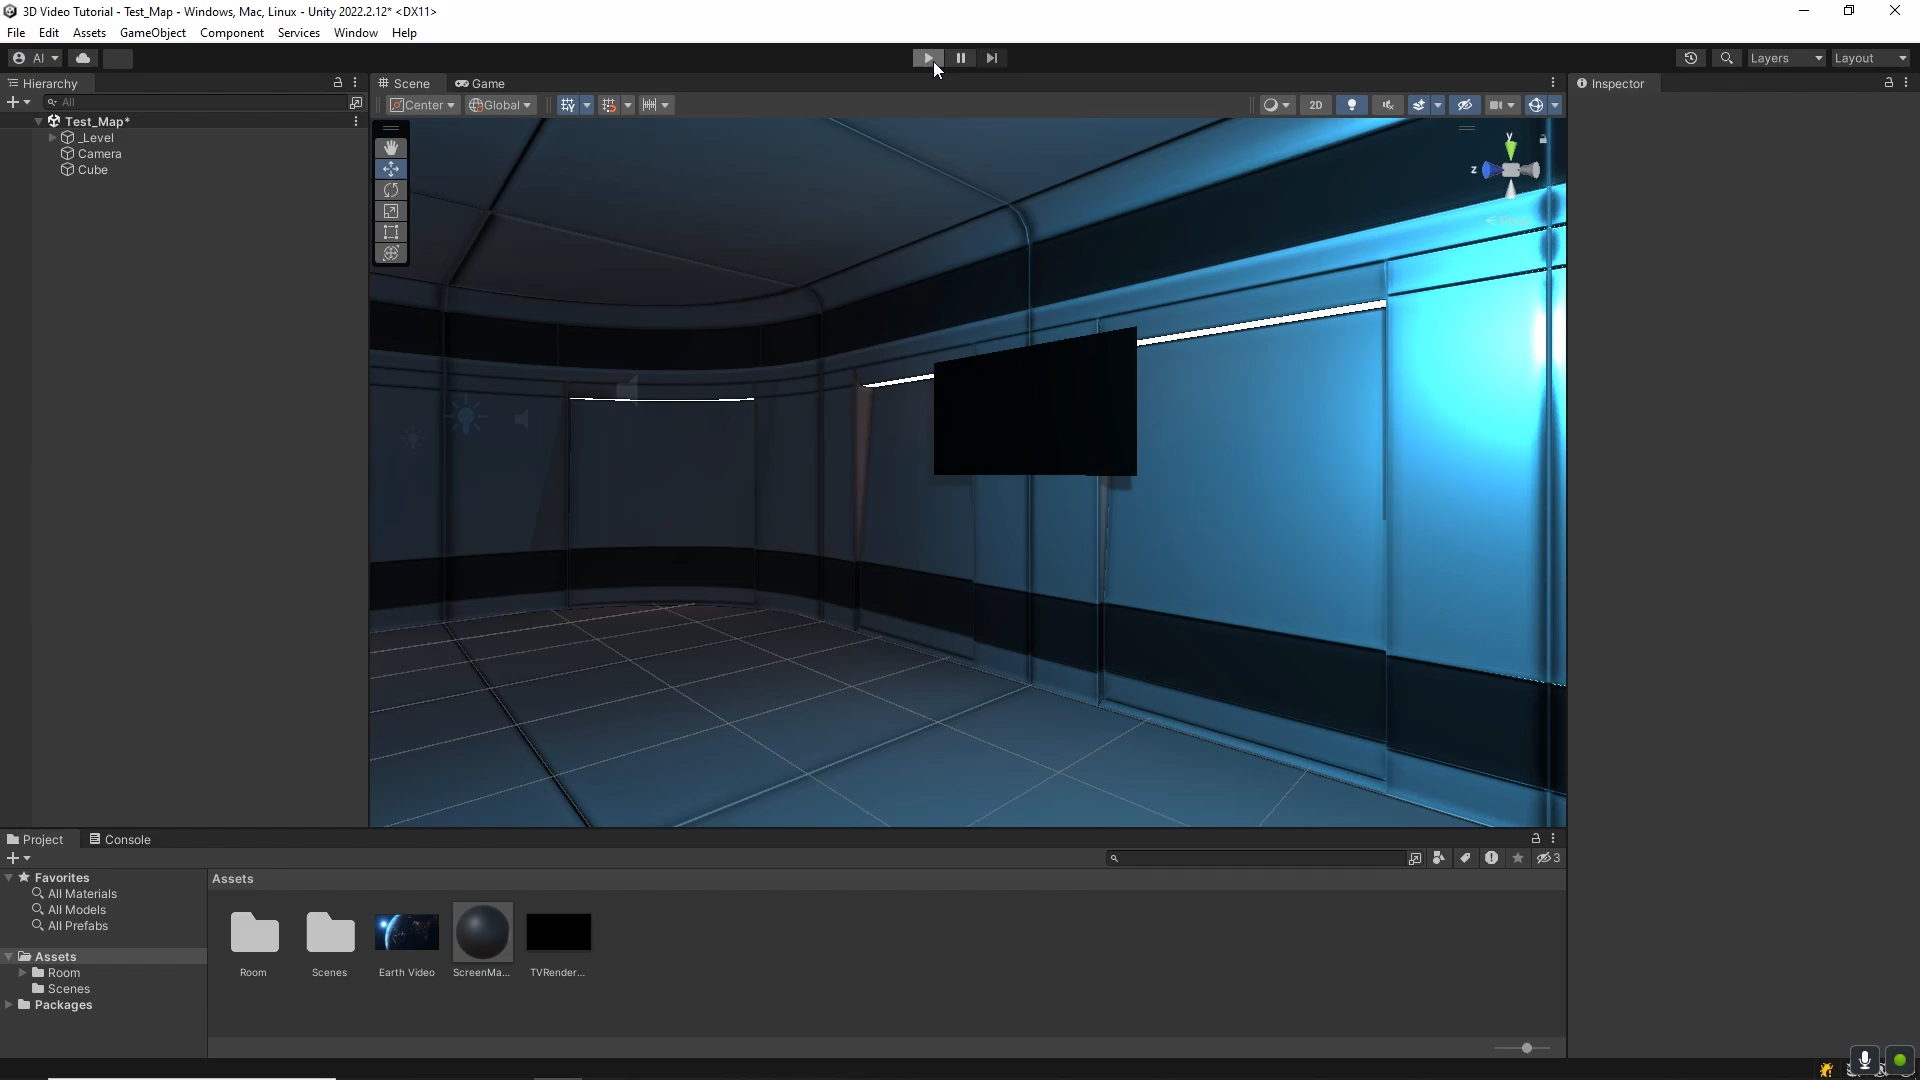 3D Video Tutorial - Test_Map - Windows, Mac, Linux - Unity 2022.2.12* <DX11>
File Edit Assets GameObject Component Services Window Help
AI Layers Layout
Hierarchy Scene Game Inspector
All Center Global 2D
Test_Map*
_Level
Camera
Cube
y
z
Project Console
3
Favorites Assets
All Materials
All Models
All Prefabs
Assets
Room
Scenes
Packages
Room Scenes Earth Video ScreenMa... TVRender...